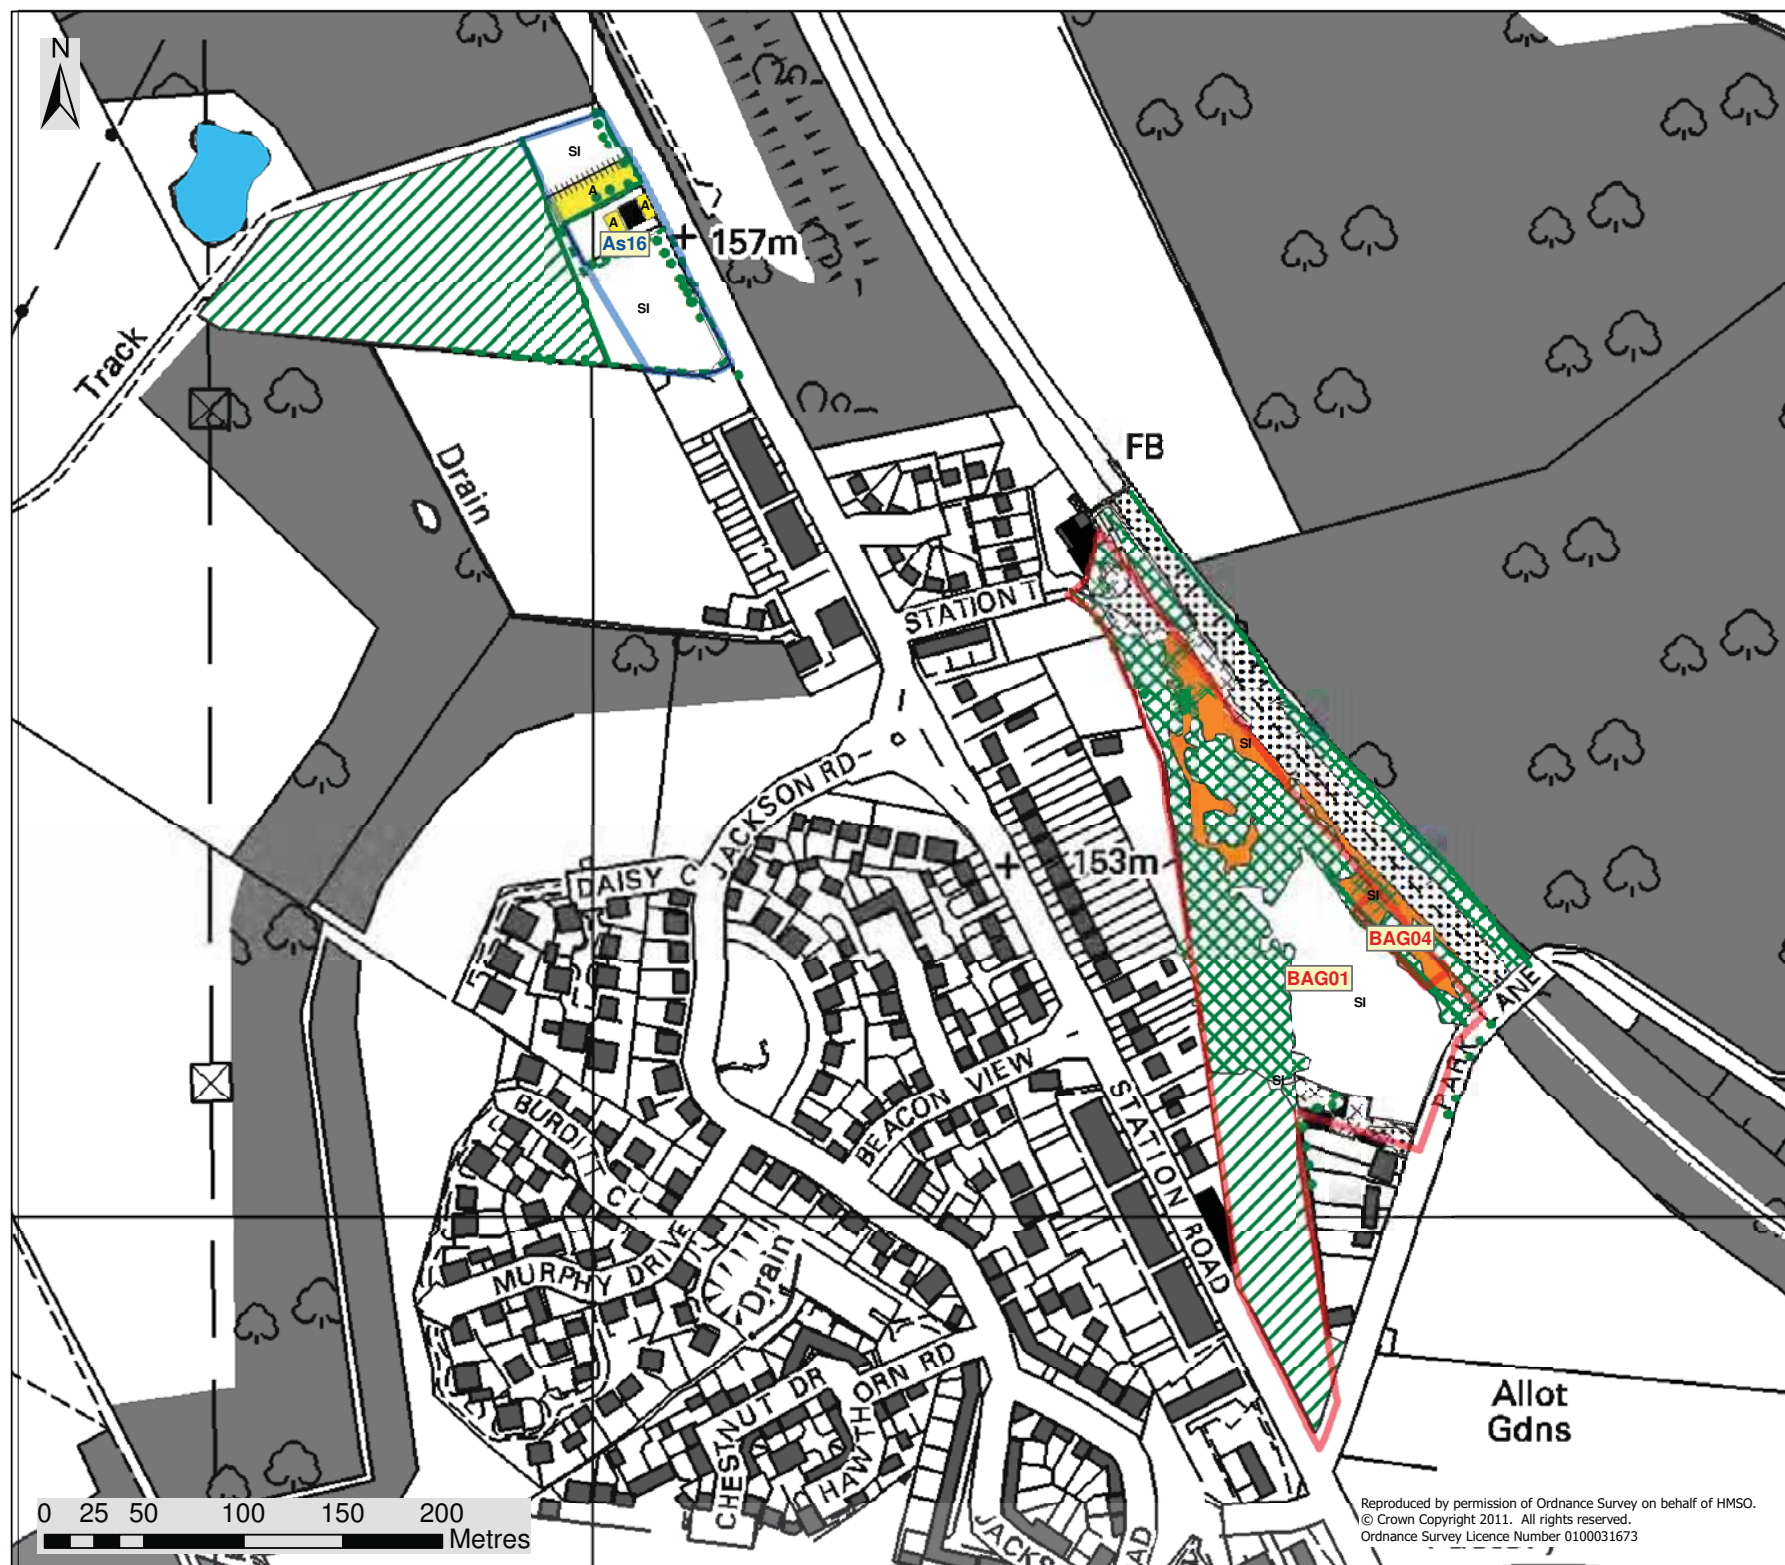 N
SI
A
A
A
As16
157m
SI
Track
Drain
FB
STATION T
SI
JACKSON RD
153m
DAISY C
SI
BAG04
BAG01
SI
PARK LANE
BEACON VIEW
SI
BURDITT CL
STATION ROAD
MURPHY DRIVE
Drain
CHESTNUT DR
HAWTHORN RD
Allot
Gdns
0 25 50 100 150 200
Metres
Reproduced by permission of Ordnance Survey on behalf of HMSO.
© Crown Copyright 2011. All rights reserved.
Ordnance Survey Licence Number 0100031673